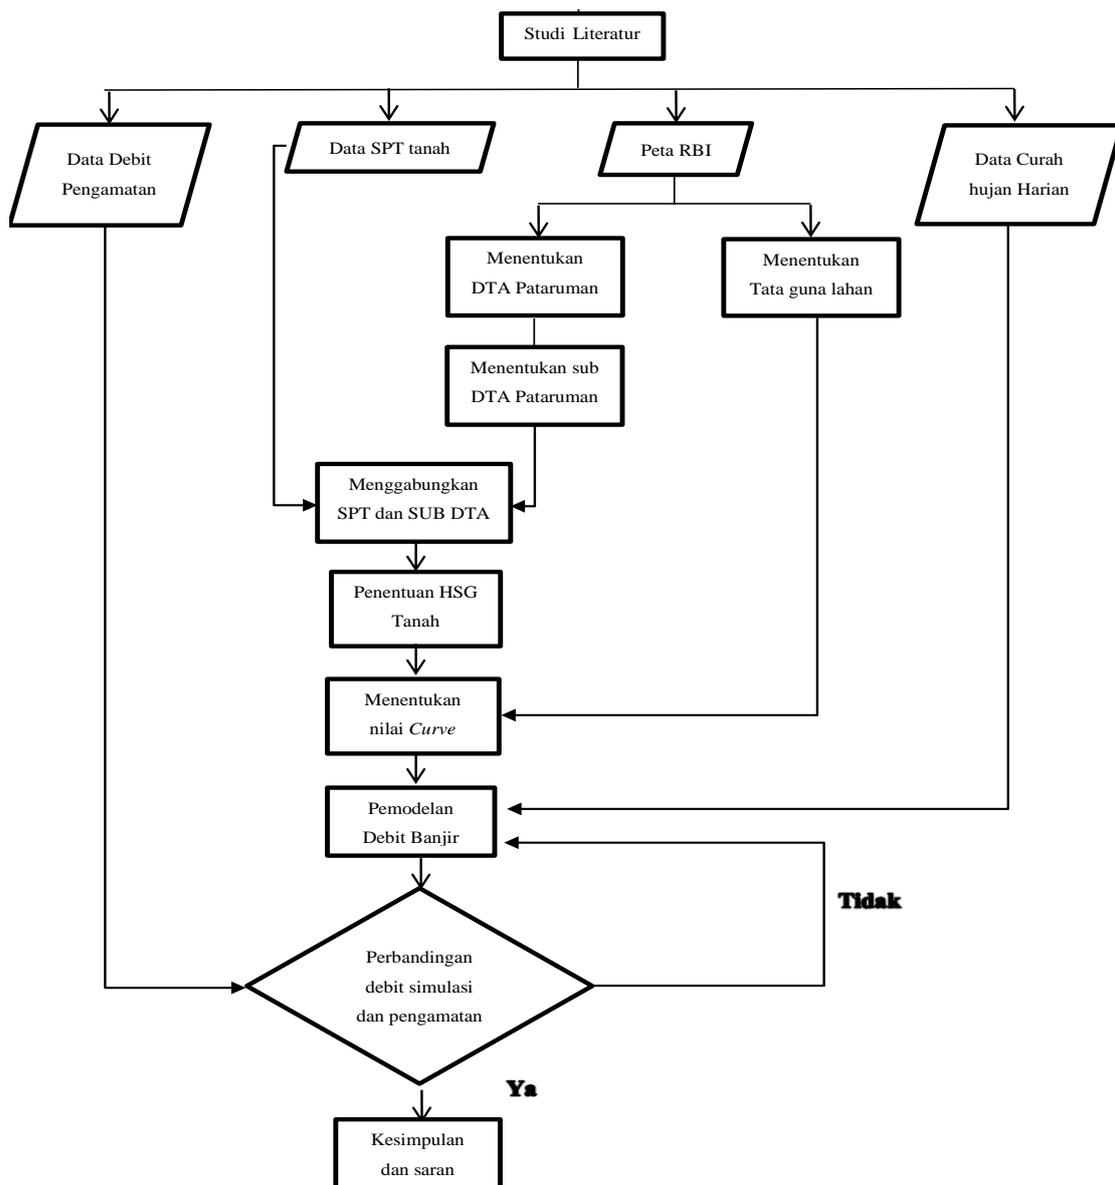 Studi Literatur
Data Debit
Pengamatan
Data SPT tanah
Peta RBI
Data Curah
hujan Harian
Menentukan
DTA Pataruman
Menentukan
Tata guna lahan
Menentukan sub
DTA Pataruman
Menggabungkan
SPT dan SUB DTA
Penentuan HSG
Tanah
Menentukan
nilai Curve
Pemodelan
Debit Banjir
Tidak
Perbandingan
debit simulasi
dan pengamatan
Ya
Kesimpulan
dan saran